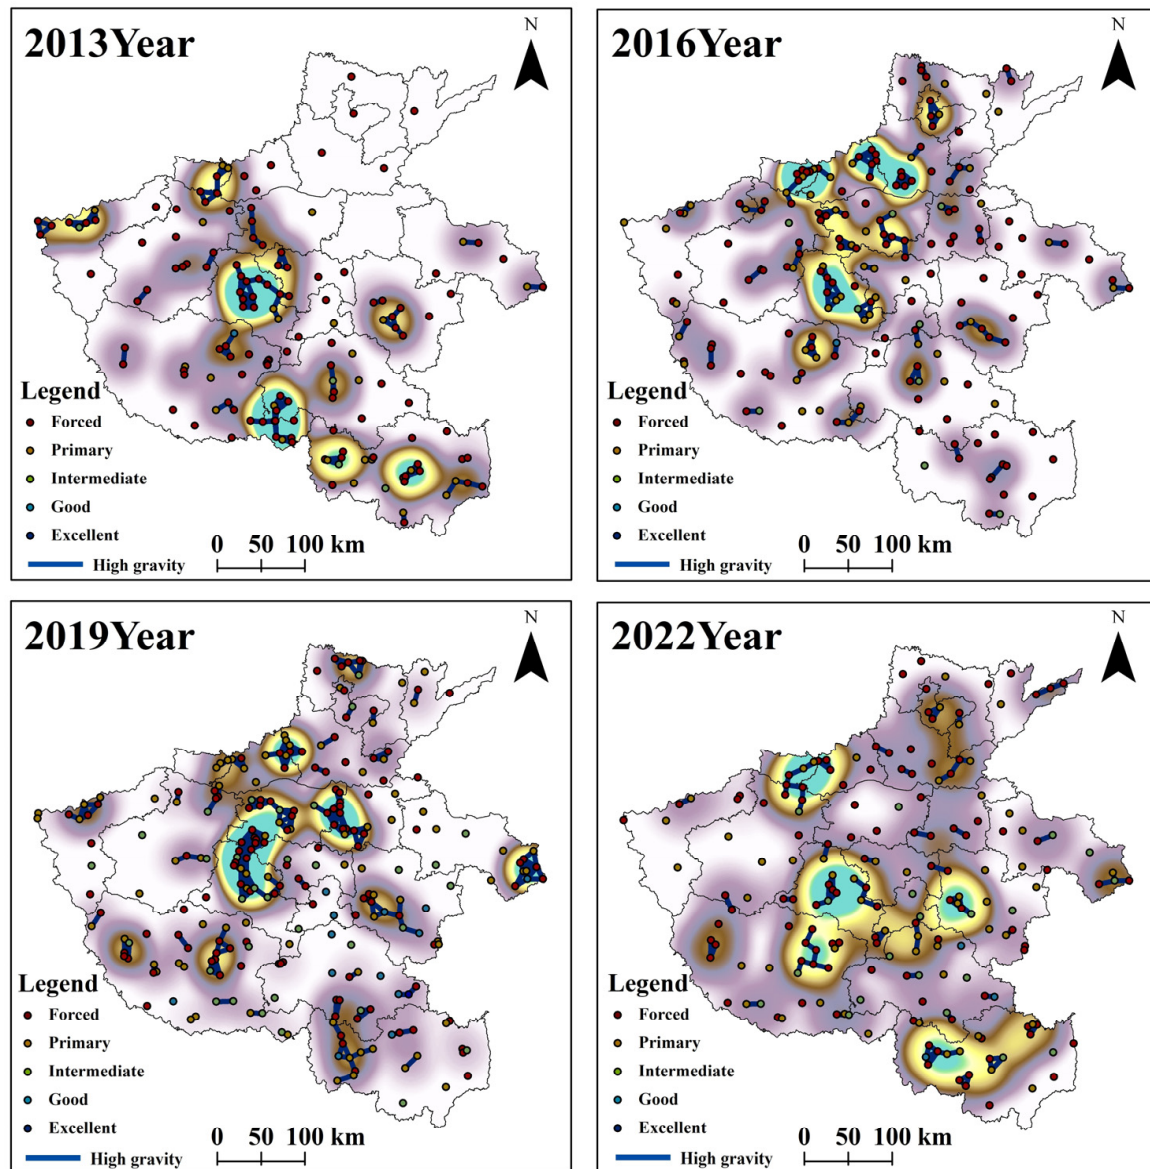 2013Year
N
Legend
Forced
Primary
Intermediate
Good
Excellent
High gravity
0 50 100 km
2016Year
N
Legend
Forced
Primary
Intermediate
Good
Excellent
High gravity
0 50 100 km
2019Year
N
Legend
Forced
Primary
Intermediate
Good
Excellent
High gravity
0 50 100 km
2022Year
N
Legend
Forced
Primary
Intermediate
Good
Excellent
High gravity
0 50 100 km